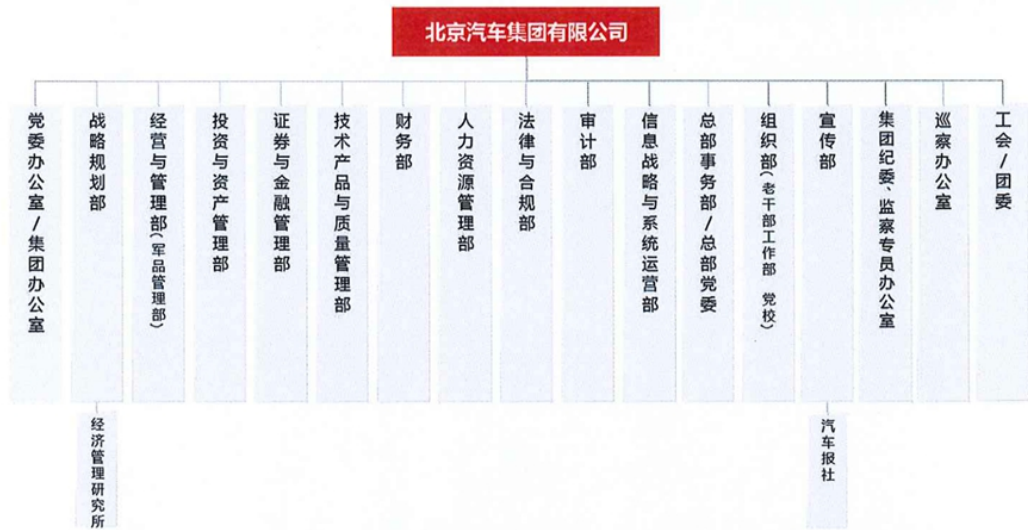 北京汽车集团有限公司
党委办公室/集团办公室
战略规划部
经营与管理部(军品管理部)
投资与资产管理部
证券与金融管理部
技术产品与质量管理部
财务部
人力资源管理部
法律与合规部
审计部
信息战略与系统运营部
总部事务部/总部党委
组织部(老干部工作部 党校)
宣传部
集团纪委、监察专员办公室
巡察办公室
工会/团委
经济管理研究所
汽车报社